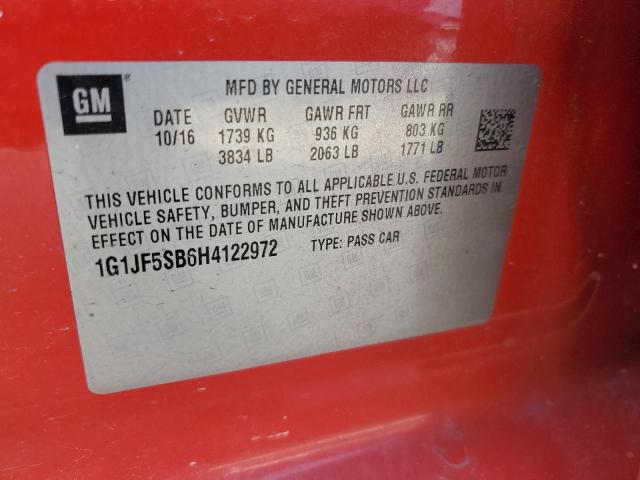 GM ®
MFD BY GENERAL MOTORS LLC
DATE GVWR GAWR FRT GAWR RR
10/16 1739 KG 936 KG 803 KG
3834 LB 2063 LB 1771 LB
THIS VEHICLE CONFORMS TO ALL APPLICABLE U.S. FEDERAL MOTOR
VEHICLE SAFETY, BUMPER, AND THEFT PREVENTION STANDARDS IN
EFFECT ON THE DATE OF MANUFACTURE SHOWN ABOVE.
1G1JF5SB6H4122972 TYPE: PASS CAR